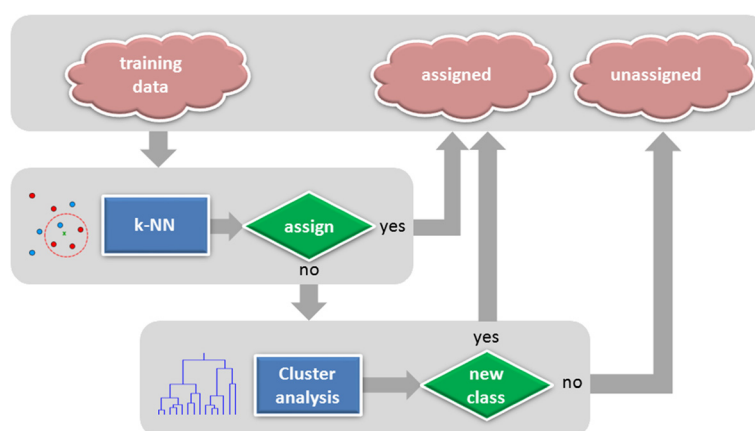 training
data
assigned
unassigned
k-NN
assign
yes
no
yes
Cluster
analysis
new
class
no